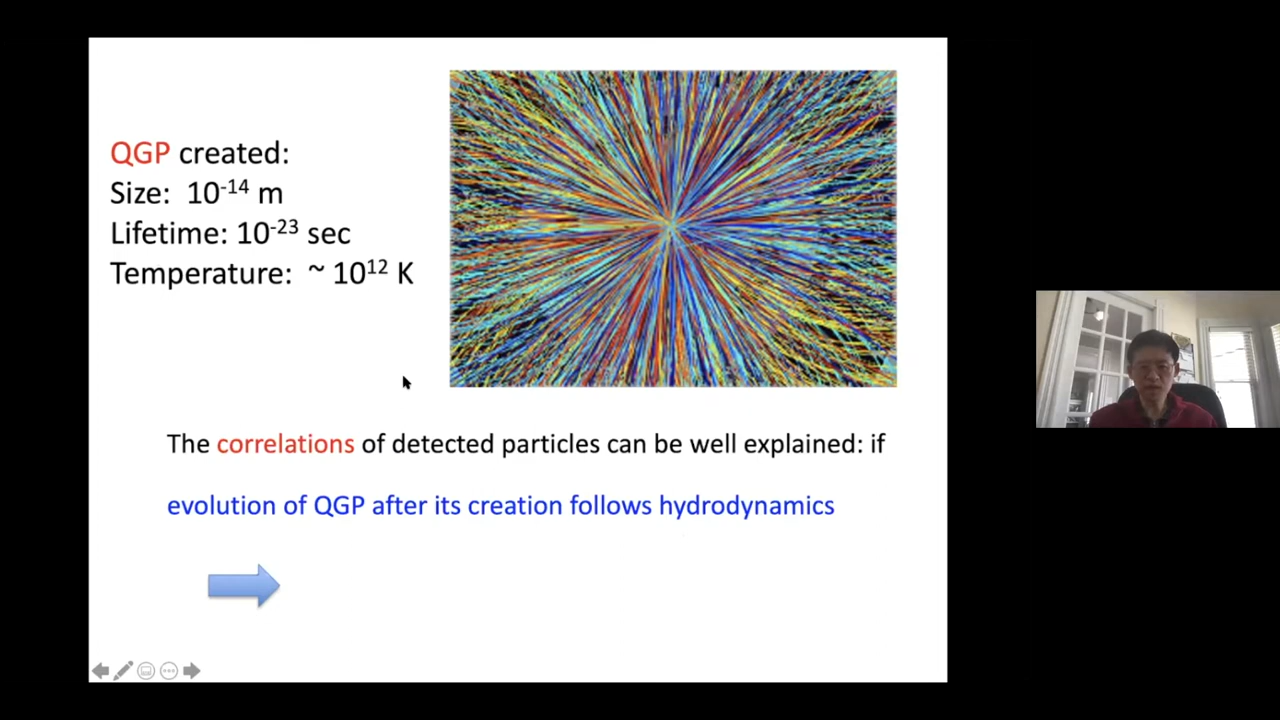 QGP created:
Size: 10⁻¹⁴ m
Lifetime: 10⁻²³ sec
Temperature: ~ 10¹² K
The correlations of detected particles can be well explained: if
evolution of QGP after its creation follows hydrodynamics